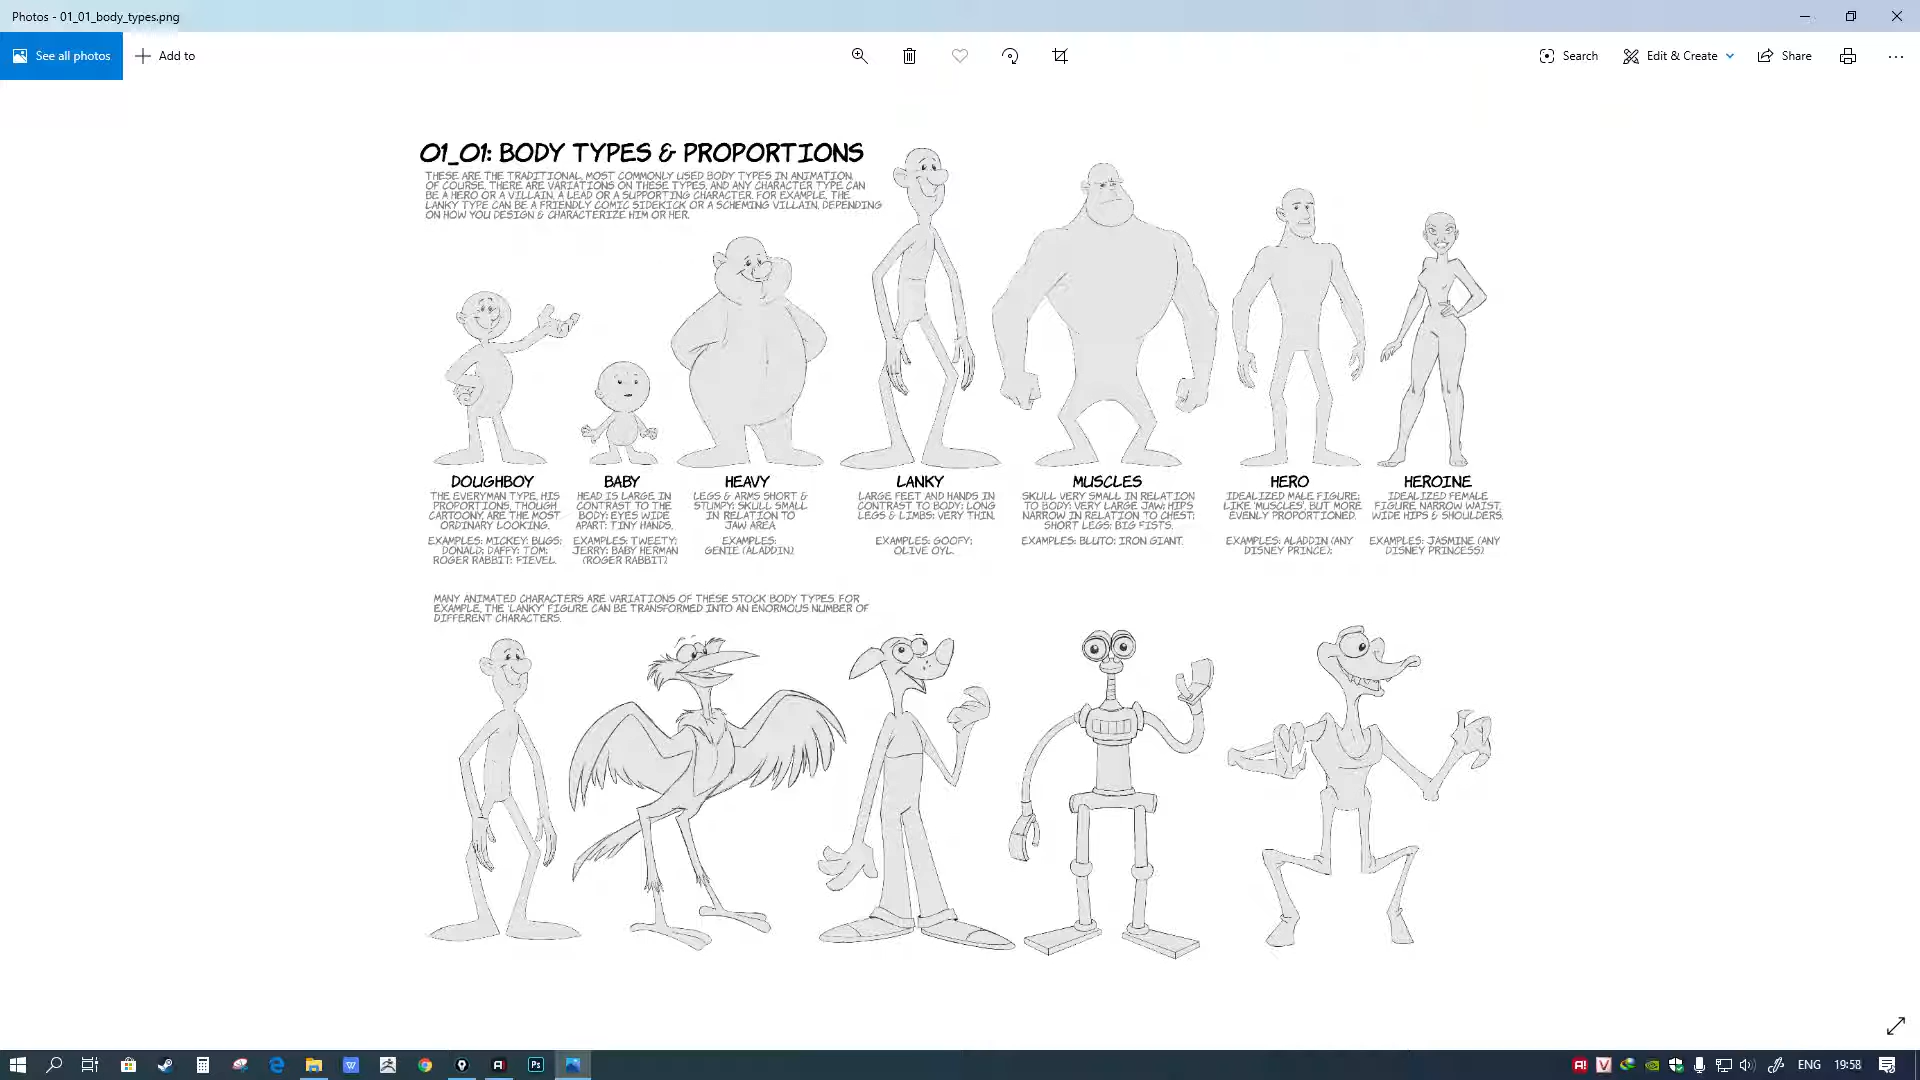 Photos - 01_01_body_types.png
See all photos
Add to
Search
Edit & Create
Share
01_01: BODY TYPES & PROPORTIONS
THESE ARE THE TRADITIONAL, MOST COMMONLY USED BODY TYPES IN ANIMATION.
OF COURSE, THERE ARE VARIATIONS ON THESE TYPES, AND ANY CHARACTER TYPE CAN
BE A HERO OR A VILLAIN, A LEAD OR A SUPPORTING CHARACTER. FOR EXAMPLE, THE
LANKY TYPE CAN BE A FRIENDLY COMIC SIDEKICK OR A SCHEMING VILLAIN, DEPENDING
ON HOW YOU DESIGN & CHARACTERIZE HIM OR HER.
DOUGHBOY
THE EVERYMAN TYPE, HIS
PROPORTIONS, THOUGH
CARTOONY, ARE THE MOST
ORDINARY LOOKING.
EXAMPLES: MICKEY; BUGS;
DONALD; DAFFY; TOM;
ROGER RABBIT; FIEVEL.
BABY
HEAD IS LARGE IN
CONTRAST TO THE
BODY; EYES WIDE
APART; TINY HANDS.
EXAMPLES: TWEETY;
JERRY; BABY HERMAN
(ROGER RABBIT).
HEAVY
LEGS & ARMS SHORT &
STUMPY; SKULL SMALL
IN RELATION TO
JAW AREA.
EXAMPLES:
GENIE (ALADDIN).
LANKY
LARGE FEET AND HANDS IN
CONTRAST TO BODY; LONG
LEGS & LIMBS; VERY THIN.
EXAMPLES: GOOFY;
OLIVE OYL.
MUSCLES
SKULL VERY SMALL IN RELATION
TO BODY; VERY LARGE JAW; HIPS
NARROW IN RELATION TO CHEST;
SHORT LEGS; BIG FISTS.
EXAMPLES: BLUTO; IRON GIANT.
HERO
IDEALIZED MALE FIGURE;
LIKE 'MUSCLES', BUT MORE
EVENLY PROPORTIONED.
EXAMPLES: ALADDIN (ANY
DISNEY PRINCE);
HEROINE
IDEALIZED FEMALE
FIGURE, NARROW WAIST,
WIDE HIPS & SHOULDERS.
EXAMPLES: JASMINE (ANY
DISNEY PRINCESS)
MANY ANIMATED CHARACTERS ARE VARIATIONS OF THESE STOCK BODY TYPES. FOR
EXAMPLE, THE 'LANKY' FIGURE CAN BE TRANSFORMED INTO AN ENORMOUS NUMBER OF
DIFFERENT CHARACTERS.
ENG
19:58